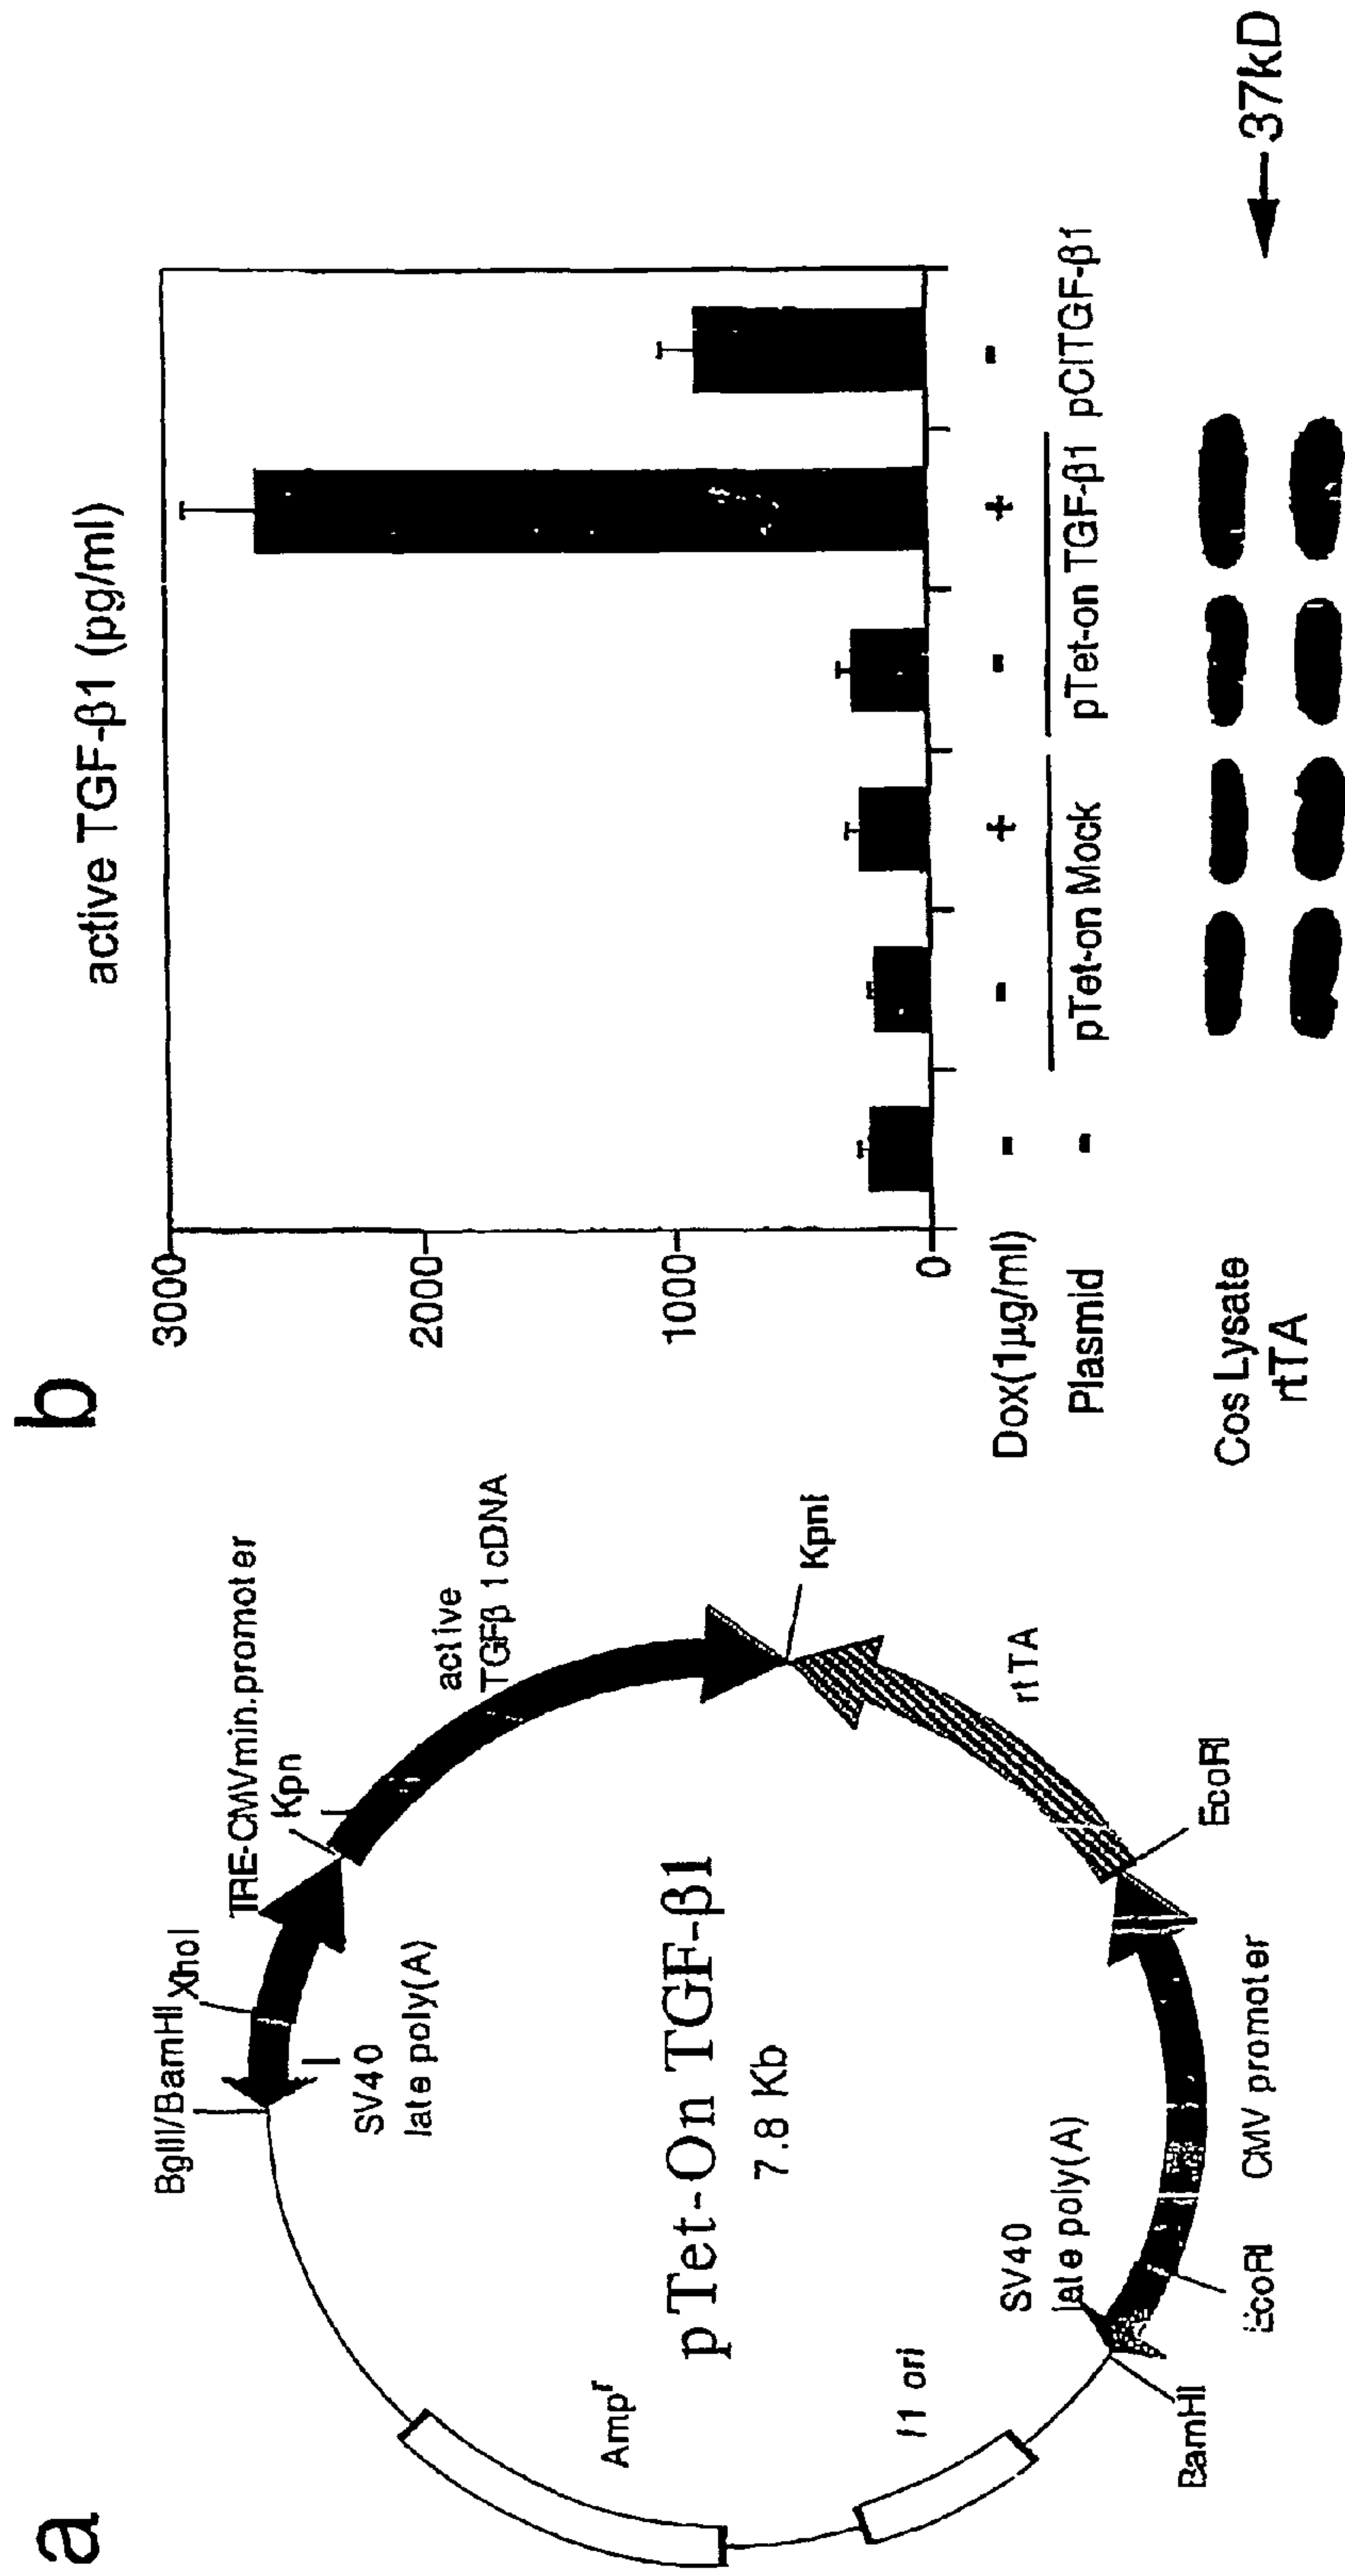 a
pTet-On TGF-β1
7.8 Kb
BglII/BamHI
XhoI
TRE-CMVmin.promoter
Kpn
SV40
late poly(A)
active
TGFβ 1 cDNA
KpnI
rtTA
EcoRI
CMV promoter
SV40
late poly(A)
EcoRI
BamHI
f1 ori
Ampr
b
active TGF-β1 (pg/ml)
3000
2000
1000
0
Dox(1µg/ml) - - + - + -
Plasmid - pTet-on Mock pTet-on TGF-β1 pCITGF-β1
Cos Lysate
rtTA
37kD